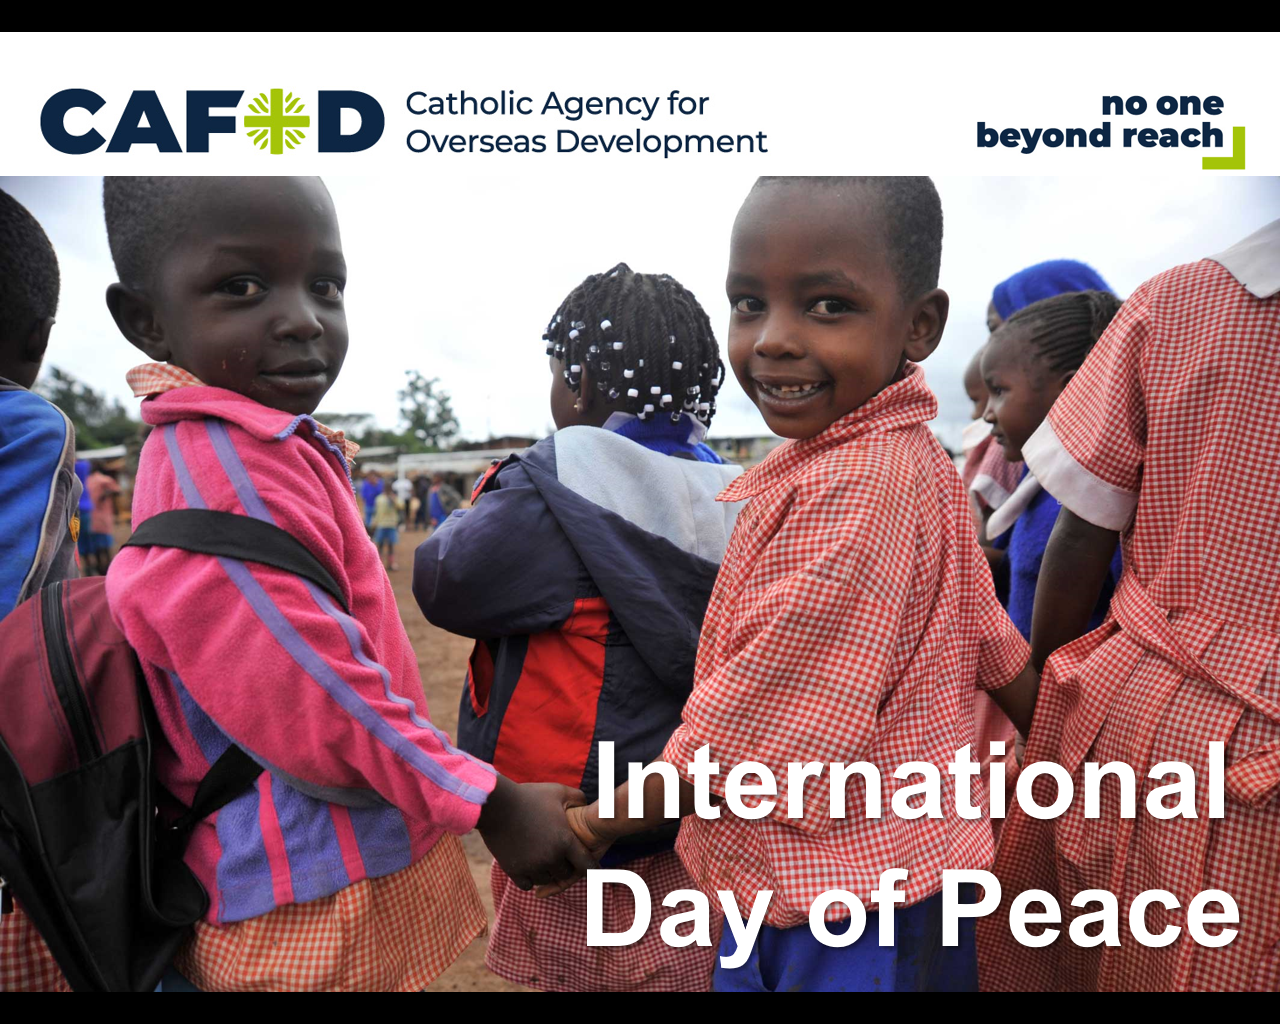 CAFOD
Catholic Agency for
Overseas Development
no one
beyond reach
International
Day of Peace